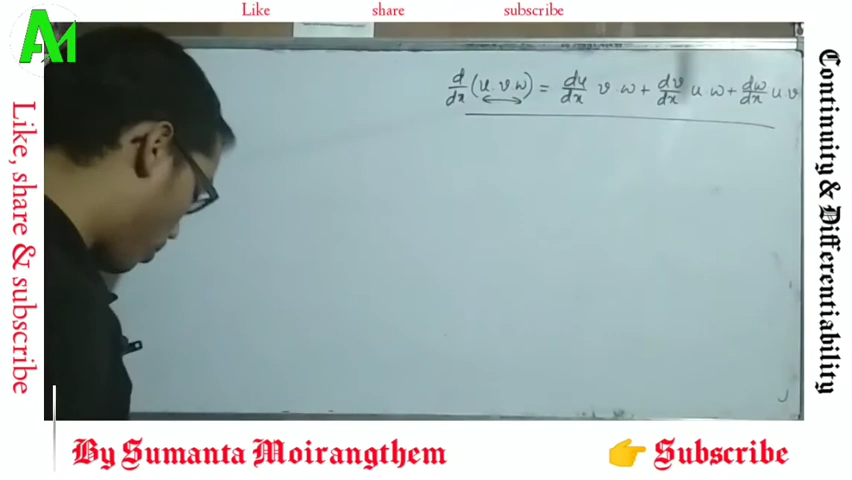 Like share subscribe
AM
Like, share & subscribe
d/dx (u.v.w) = du/dx v.w + dv/dx u.w + dw/dx u v
Continuity & Differentiability
By Sumanta Moirangthem
👉 Subscribe